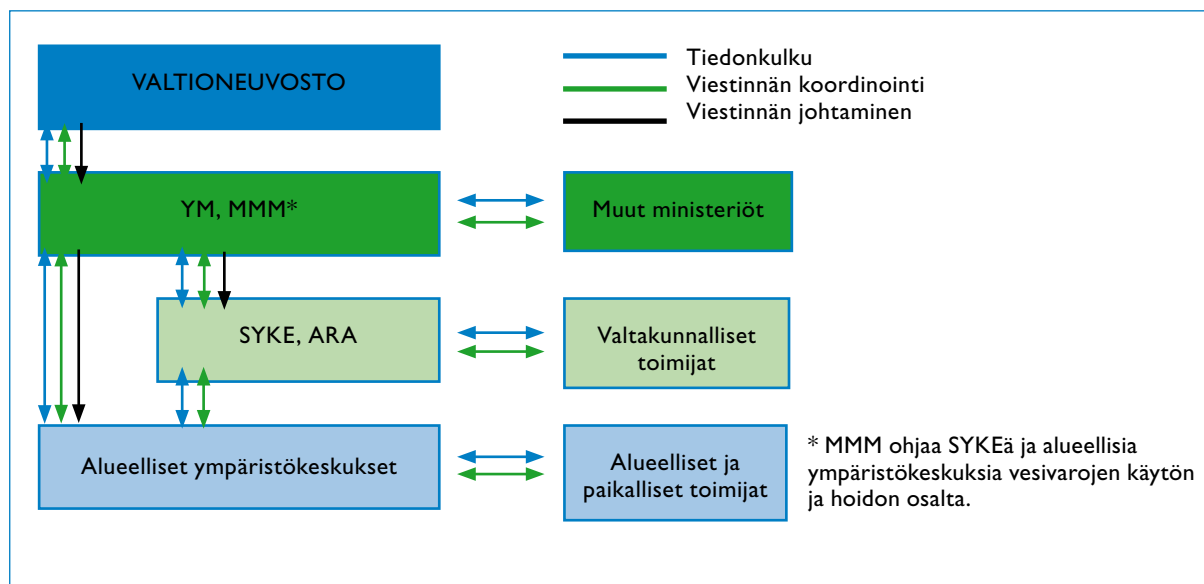 VALTIONEUVOSTO
Tiedonkulku
Viestinnän koordinointi
Viestinnän johtaminen
YM, MMM*
Muut ministeriöt
SYKE, ARA
Valtakunnalliset
toimijat
Alueelliset ympäristökeskukset
Alueelliset ja
paikalliset toimijat
* MMM ohjaa SYKEä ja alueellisia
ympäristökeskuksia vesivarojen käytön
ja hoidon osalta.